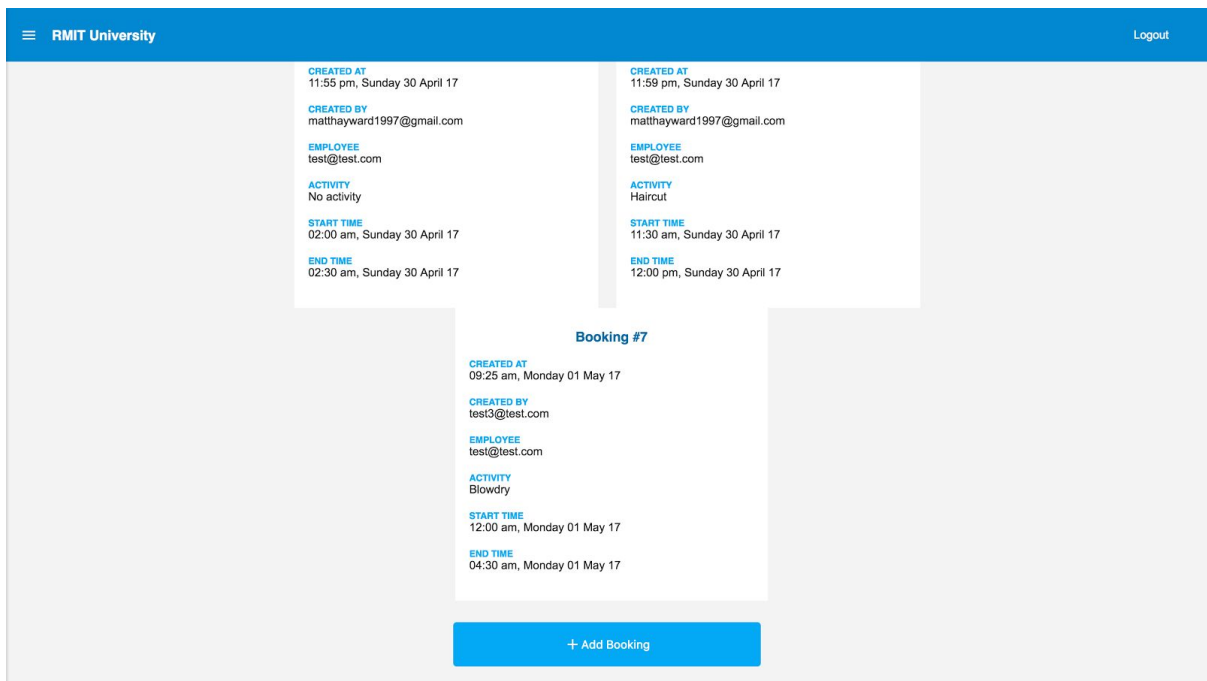 RMIT University
Logout
CREATED AT
11:55 pm, Sunday 30 April 17
CREATED BY
matthayward1997@gmail.com
EMPLOYEE
test@test.com
ACTIVITY
No activity
START TIME
02:00 am, Sunday 30 April 17
END TIME
02:30 am, Sunday 30 April 17
CREATED AT
11:59 pm, Sunday 30 April 17
CREATED BY
matthayward1997@gmail.com
EMPLOYEE
test@test.com
ACTIVITY
Haircut
START TIME
11:30 am, Sunday 30 April 17
END TIME
12:00 pm, Sunday 30 April 17
Booking #7
CREATED AT
09:25 am, Monday 01 May 17
CREATED BY
test3@test.com
EMPLOYEE
test@test.com
ACTIVITY
Blowdry
START TIME
12:00 am, Monday 01 May 17
END TIME
04:30 am, Monday 01 May 17
+ Add Booking